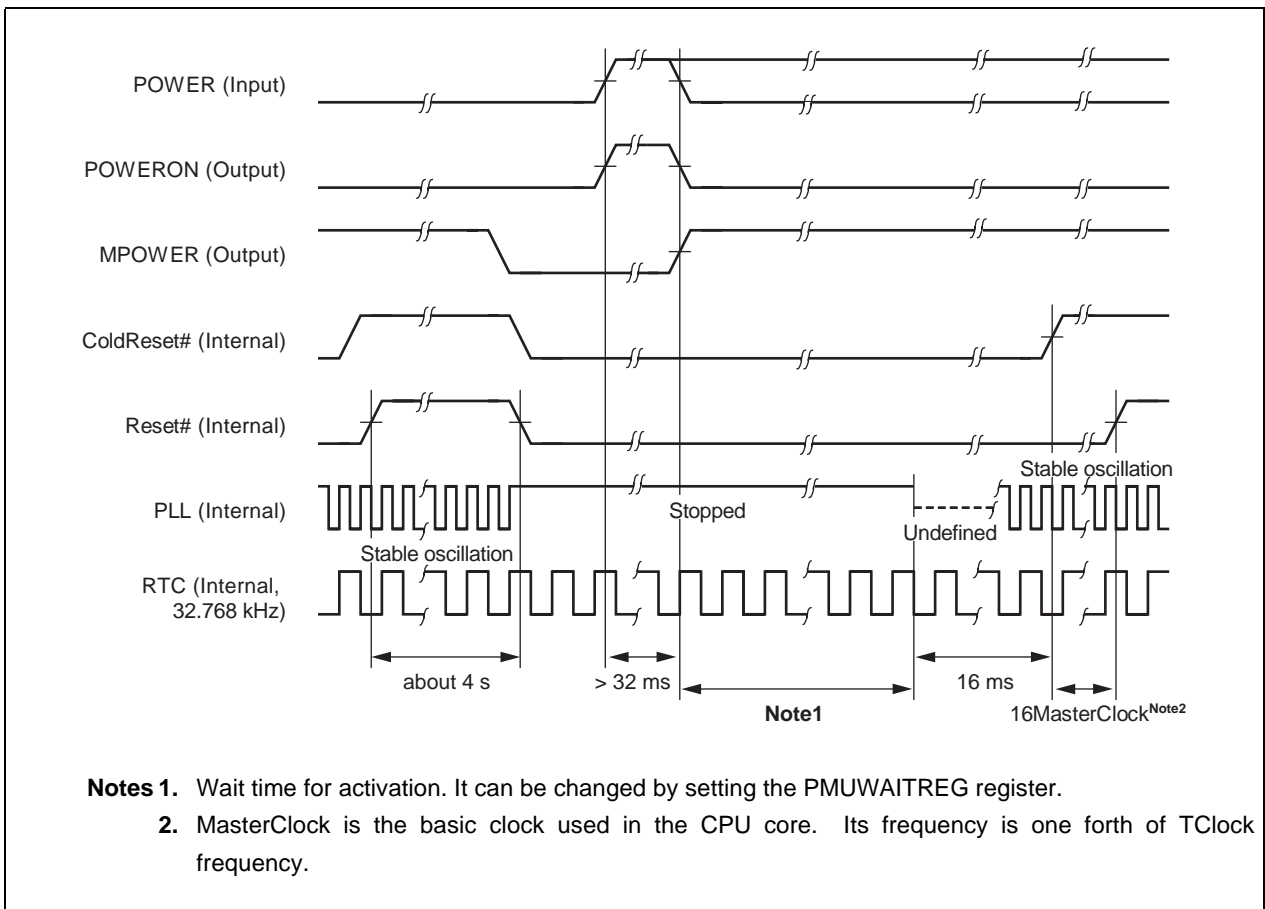 POWER (Input)
POWERON (Output)
MPOWER (Output)
ColdReset# (Internal)
Reset# (Internal)
Stable oscillation
PLL (Internal)
Stopped
Undefined
Stable oscillation
RTC (Internal,
32.768 kHz)
about 4 s
> 32 ms
16 ms
Note1
16MasterClockNote2
Notes 1. Wait time for activation. It can be changed by setting the PMUWAITREG register.
2. MasterClock is the basic clock used in the CPU core. Its frequency is one forth of TClock
frequency.